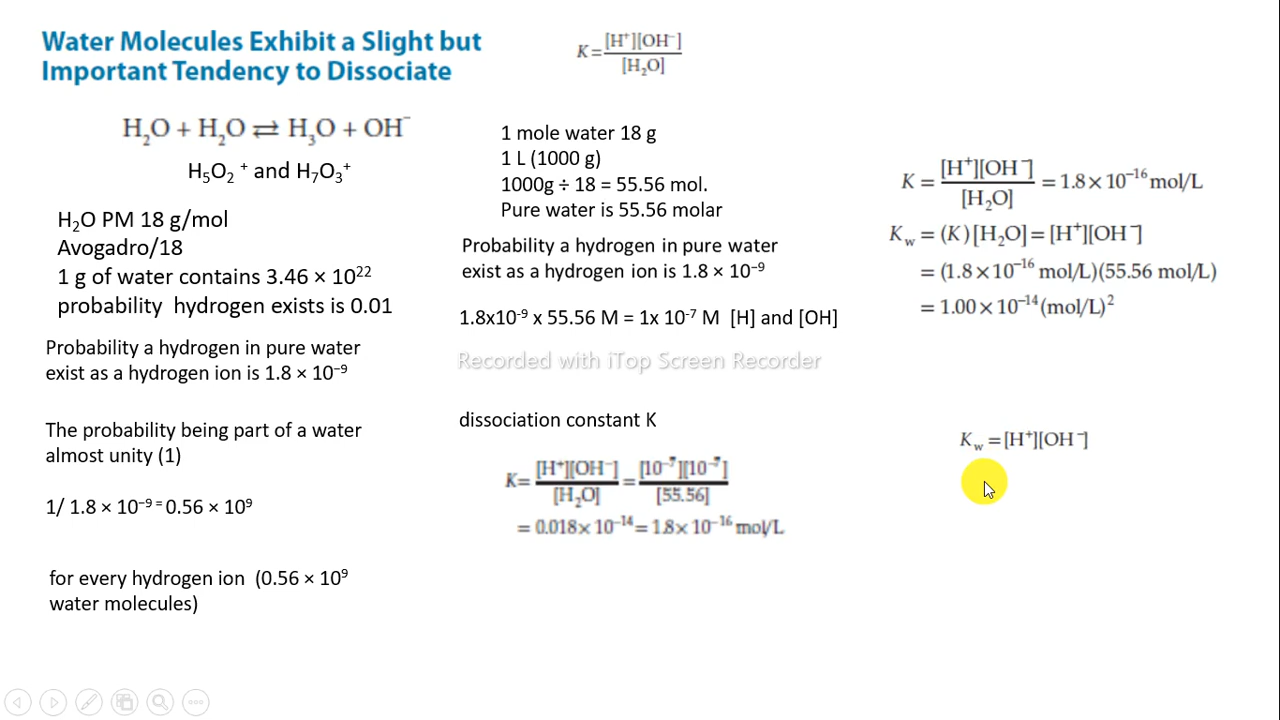 Water Molecules Exhibit a Slight but
Important Tendency to Dissociate
H₂O + H₂O ⇄ H₃O + OH⁻
H₅O₂ ⁺ and H₇O₃⁺
H₂O PM 18 g/mol
Avogadro/18
1 g of water contains 3.46 × 10²²
probability hydrogen exists is 0.01
Probability a hydrogen in pure water
exist as a hydrogen ion is 1.8 × 10⁻⁹
The probability being part of a water
almost unity (1)
1/ 1.8 × 10⁻⁹ ⁼ 0.56 × 10⁹
for every hydrogen ion (0.56 × 10⁹
water molecules)
K = [H⁺][OH⁻] / [H₂O]
1 mole water 18 g
1 L (1000 g)
1000g ÷ 18 = 55.56 mol.
Pure water is 55.56 molar
Probability a hydrogen in pure water
exist as a hydrogen ion is 1.8 × 10⁻⁹
1.8x10⁻⁹ x 55.56 M = 1x 10⁻⁷ M [H] and [OH]
Recorded with iTop Screen Recorder
dissociation constant K
K = [H⁺][OH⁻] / [H₂O] = [10⁻⁷][10⁻⁷] / [55.56]
= 0.018 × 10⁻¹⁴ = 1.8 × 10⁻¹⁶ mol/L
K = [H⁺][OH⁻] / [H₂O] = 1.8 × 10⁻¹⁶ mol/L
K_w = (K)[H₂O] = [H⁺][OH⁻]
= (1.8 × 10⁻¹⁶ mol/L)(55.56 mol/L)
= 1.00 × 10⁻¹⁴ (mol/L)²
K_w = [H⁺][OH⁻]